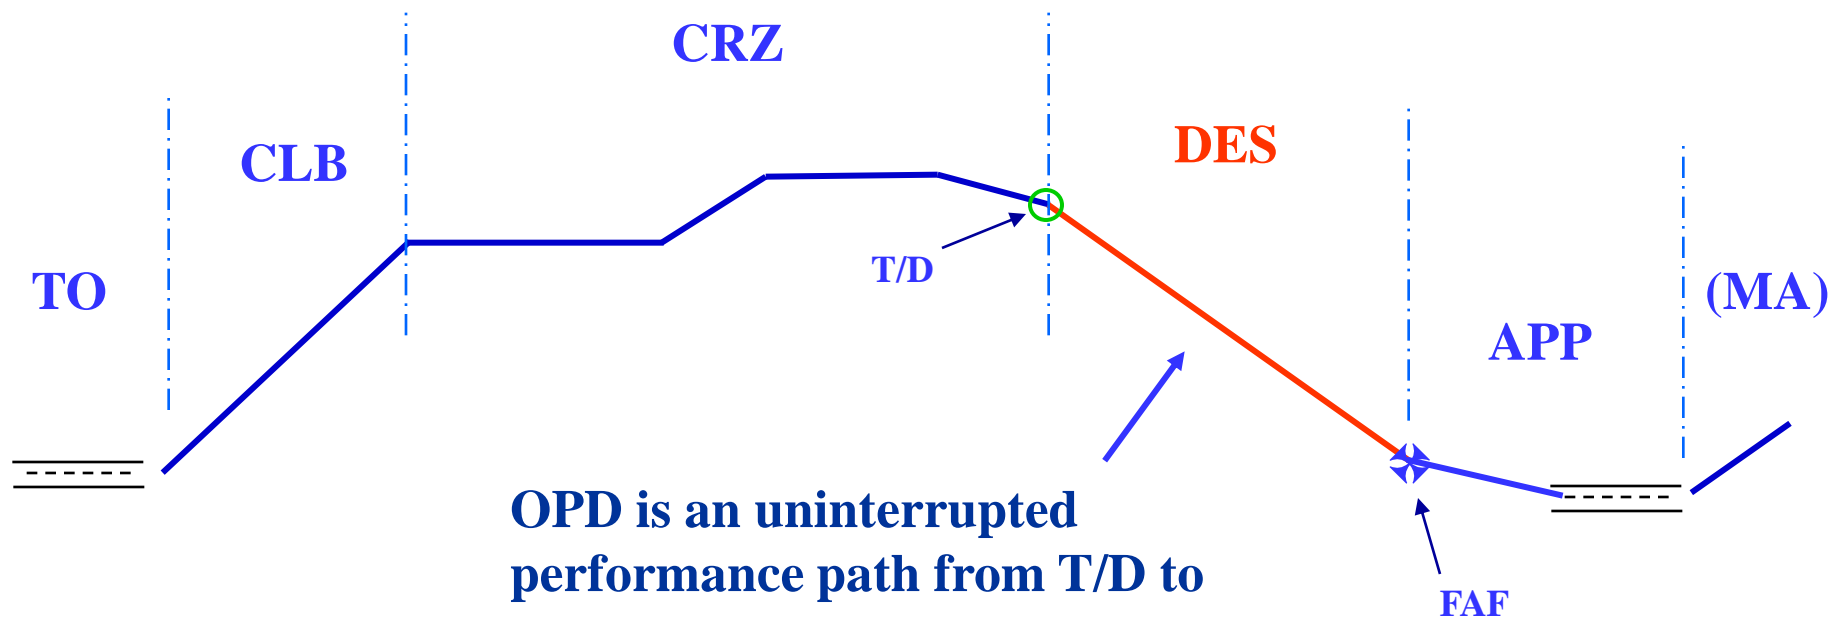 CRZ
DES
CLB
T/D
TO
(MA)
APP
OPD is an uninterrupted
performance path from T/D to
FAF